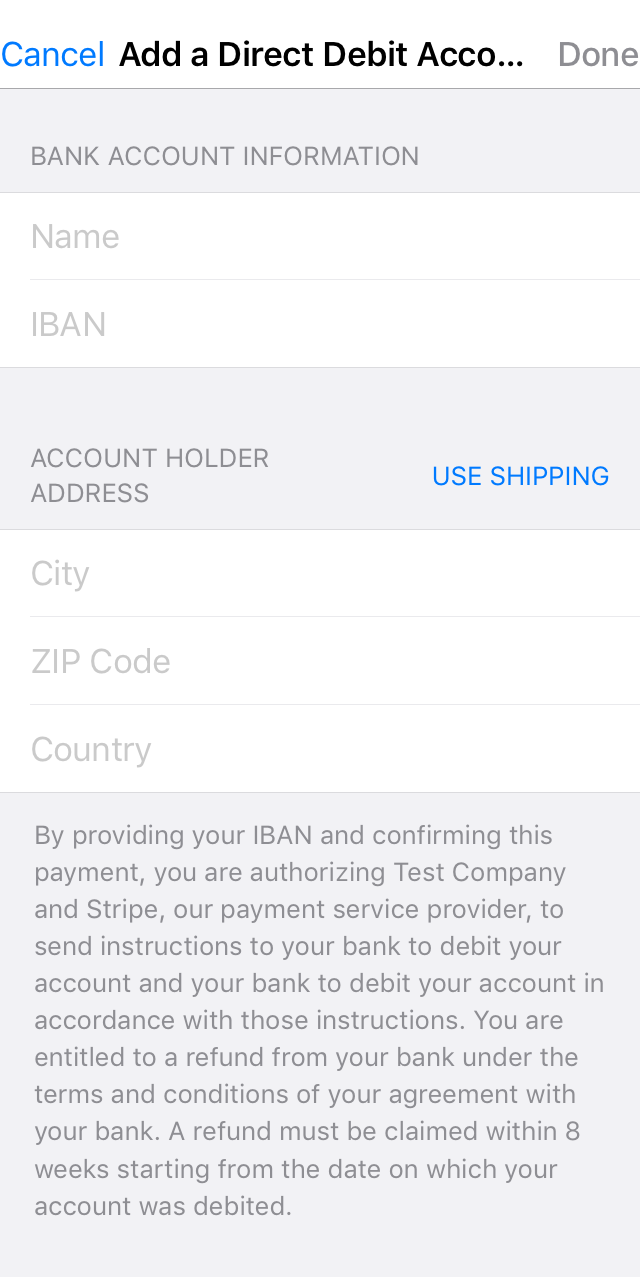 Cancel Add a Direct Debit Acco... Done
BANK ACCOUNT INFORMATION
Name
IBAN
ACCOUNT HOLDER
ADDRESS
USE SHIPPING
City
ZIP Code
Country
By providing your IBAN and confirming this
payment, you are authorizing Test Company
and Stripe, our payment service provider, to
send instructions to your bank to debit your
account and your bank to debit your account in
accordance with those instructions. You are
entitled to a refund from your bank under the
terms and conditions of your agreement with
your bank. A refund must be claimed within 8
weeks starting from the date on which your
account was debited.